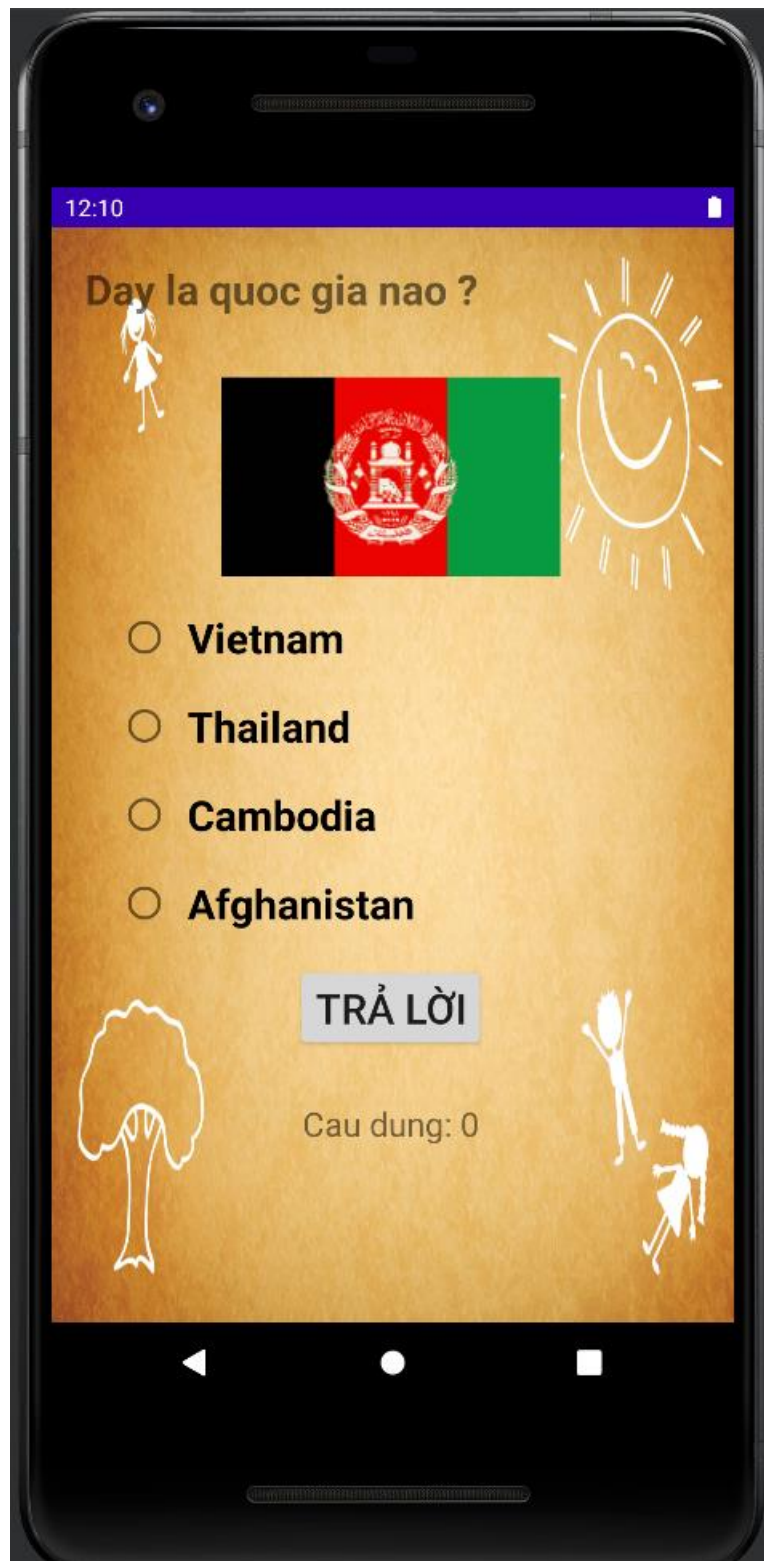 12:10
Day la quoc gia nao ?
Vietnam
Thailand
Cambodia
Afghanistan
TRẢ LỜI
Cau dung: 0